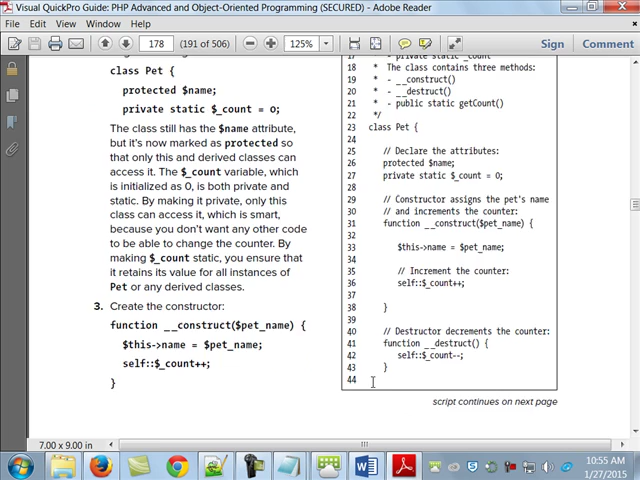 Visual QuickPro Guide: PHP Advanced and Object-Oriented Programming (SECURED) - Adobe Reader
File Edit View Window Help
178 (191 of 506) 125% Sign Comment
class Pet {
protected $name;
private static $_count = 0;
The class still has the $name attribute,
but it's now marked as protected so
that only this and derived classes can
access it. The $_count variable, which
is initialized as 0, is both private and
static. By making it private, only this
class can access it, which is smart,
because you don't want any other code
to be able to change the counter. By
making $_count static, you ensure that
it retains its value for all instances of
Pet or any derived classes.
3. Create the constructor:
function __construct($pet_name) {
$this->name = $pet_name;
self::$_count++;
}
17 * - private static _count
18 * The class contains three methods:
19 * - __construct()
20 * - __destruct()
21 * - public static getCount()
22 */
23 class Pet {
24
25 // Declare the attributes:
26 protected $name;
27 private static $_count = 0;
28
29 // Constructor assigns the pet's name
30 // and increments the counter:
31 function __construct($pet_name) {
32
33 $this->name = $pet_name;
34
35 // Increment the counter:
36 self::$_count++;
37
38 }
39
40 // Destructor decrements the counter:
41 function __destruct() {
42 self::$_count--;
43 }
44
script continues on next page
7.00 x 9.00 in
10:55 AM
1/27/2015